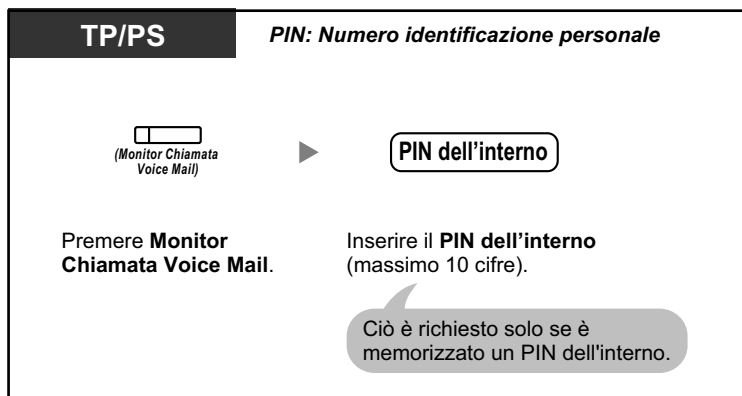 TP/PS
PIN: Numero identificazione personale
(Monitor Chiamata
Voice Mail)
PIN dell’interno
Premere Monitor
Chiamata Voice Mail.
Inserire il PIN dell’interno
(massimo 10 cifre).
Ciò è richiesto solo se è
memorizzato un PIN dell'interno.